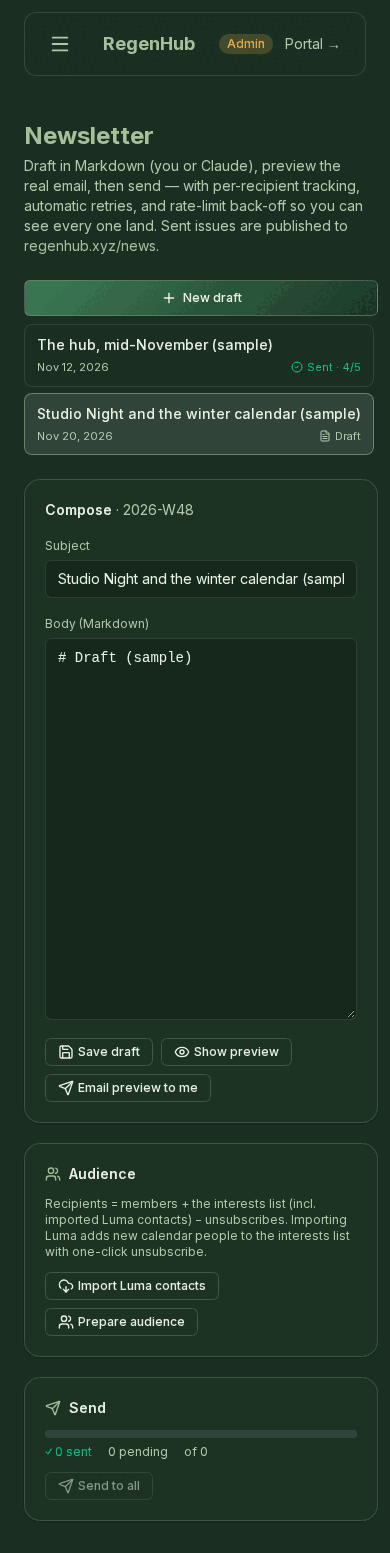 RegenHub
Admin
Portal →
Newsletter
Draft in Markdown (you or Claude), preview the
real email, then send — with per-recipient tracking,
automatic retries, and rate-limit back-off so you can
see every one land. Sent issues are published to
regenhub.xyz/news.
New draft
The hub, mid-November (sample)
Nov 12, 2026
Sent · 4/5
Studio Night and the winter calendar (sample)
Nov 20, 2026
Draft
Compose · 2026-W48
Subject
Studio Night and the winter calendar (sampl
Body (Markdown)
# Draft (sample)
Save draft
Show preview
Email preview to me
Audience
Recipients = members + the interests list (incl.
imported Luma contacts) − unsubscribes. Importing
Luma adds new calendar people to the interests list
with one-click unsubscribe.
Import Luma contacts
Prepare audience
Send
✓ 0 sent 0 pending of 0
Send to all